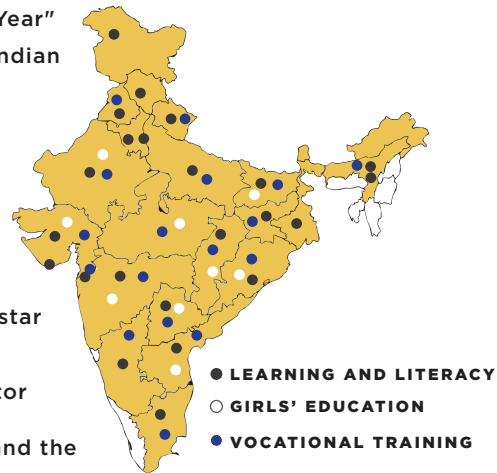 Year"
ndian
star
tor
and the
LEARNING AND LITERACY
GIRLS' EDUCATION
VOCATIONAL TRAINING